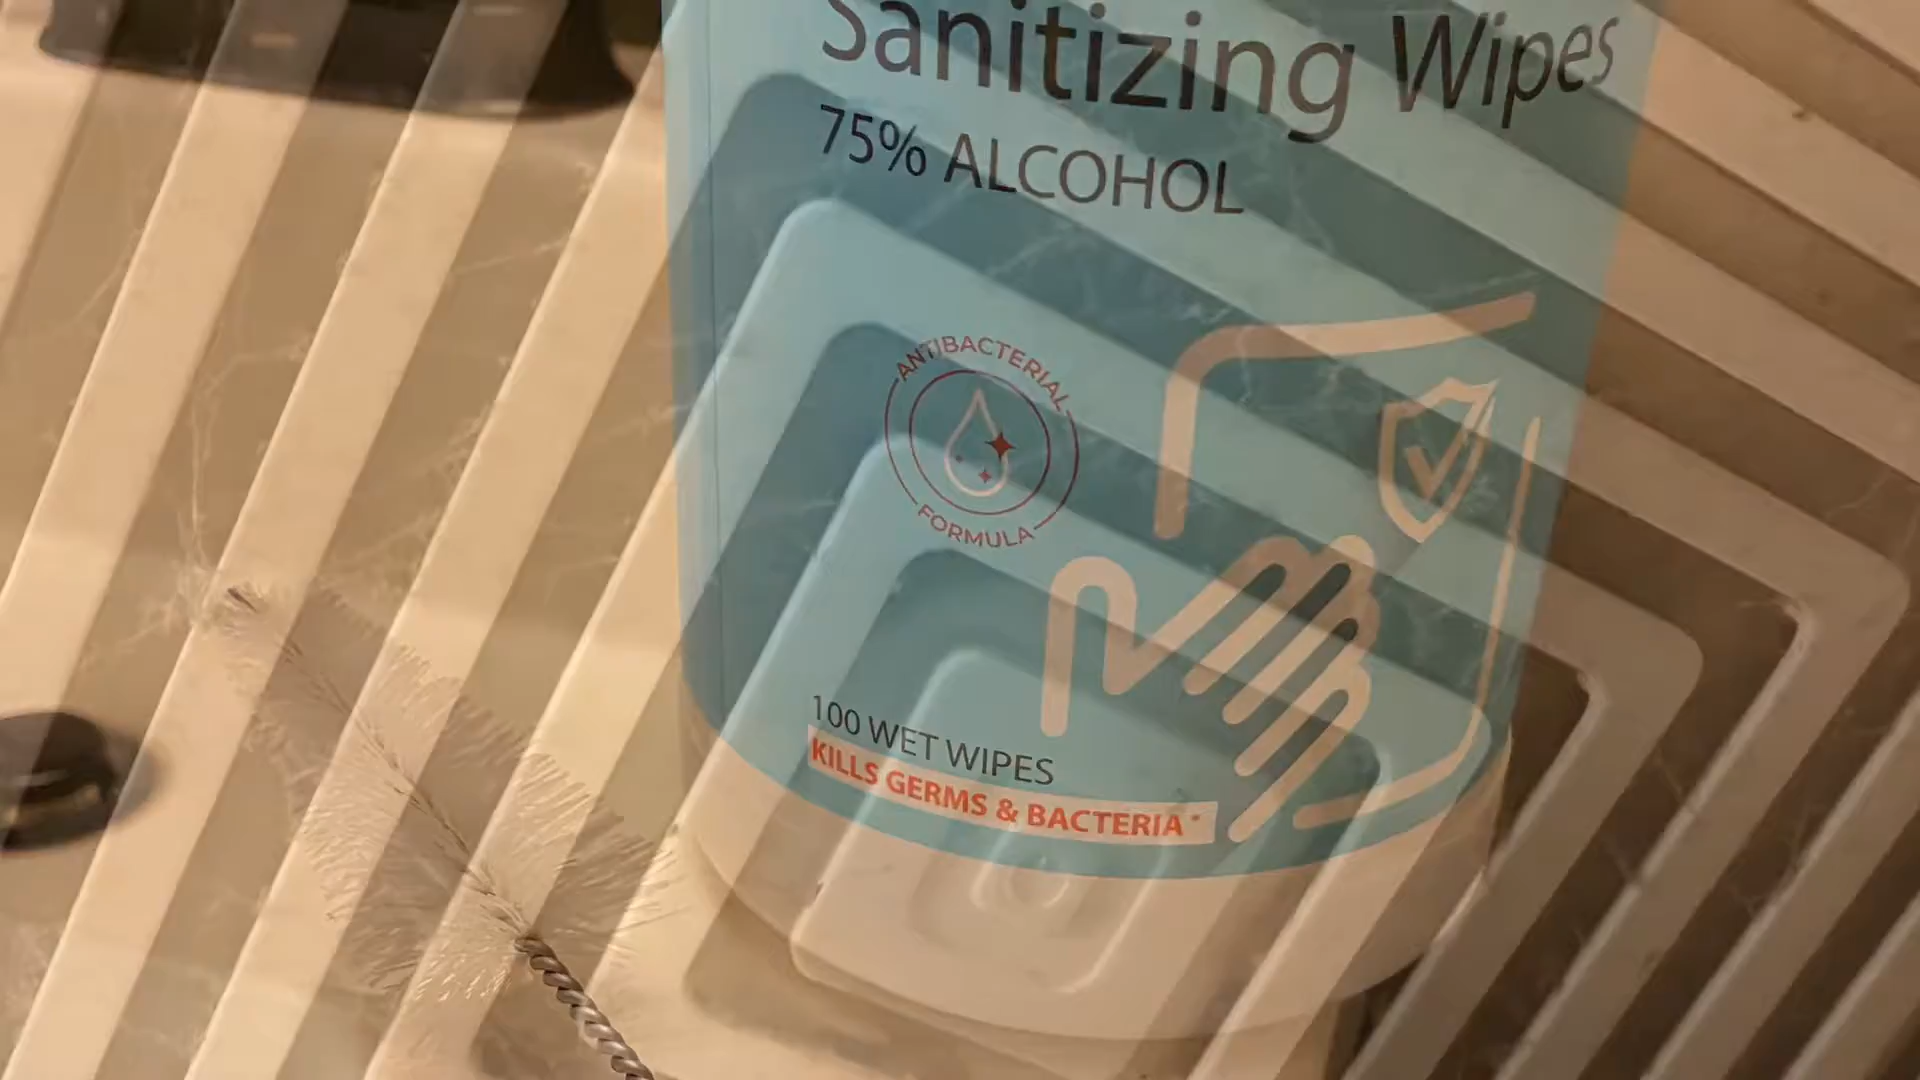 Sanitizing Wipes
75% ALCOHOL
ANTIBACTERIAL
FORMULA
100 WET WIPES
KILLS GERMS & BACTERIA*